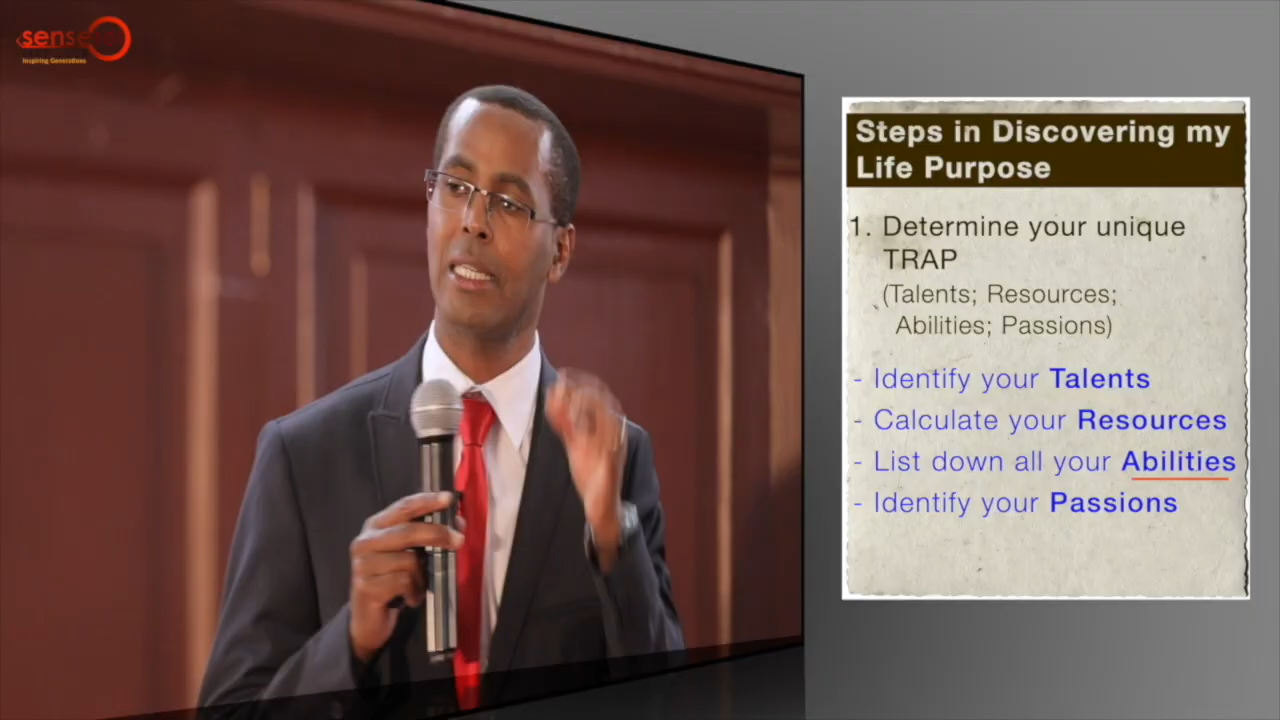 Inspiring Generations
Steps in Discovering my
Life Purpose
1. Determine your unique
TRAP
(Talents; Resources;
Abilities; Passions)
- Identify your Talents
- Calculate your Resources
- List down all your Abilities
- Identify your Passions